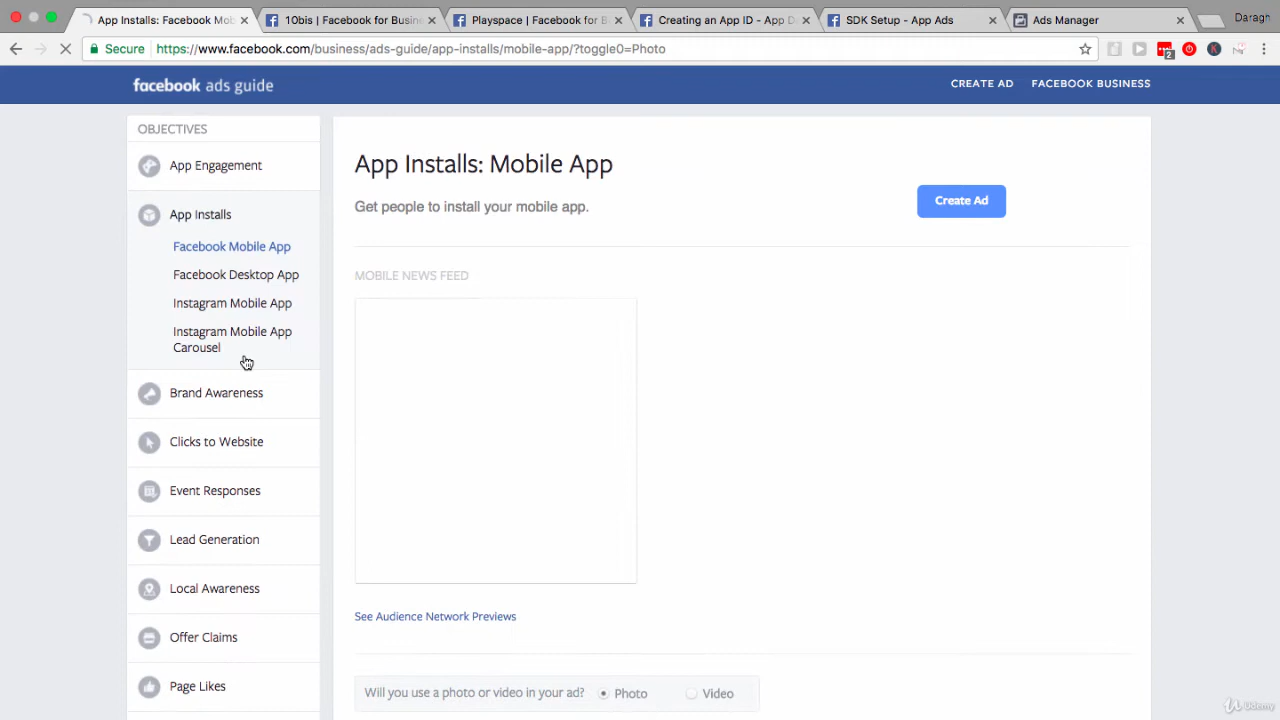 App Installs: Facebook Mob
10bis | Facebook for Busine
Playspace | Facebook for B
Creating an App ID - App D
SDK Setup - App Ads
Ads Manager
Daragh
Secure
https://www.facebook.com/business/ads-guide/app-installs/mobile-app/?toggle0=Photo
2
K
facebook ads guide
CREATE AD
FACEBOOK BUSINESS
OBJECTIVES
App Engagement
App Installs
Facebook Mobile App
Facebook Desktop App
Instagram Mobile App
Instagram Mobile App
Carousel
Brand Awareness
Clicks to Website
Event Responses
Lead Generation
Local Awareness
Offer Claims
Page Likes
App Installs: Mobile App
Get people to install your mobile app.
Create Ad
MOBILE NEWS FEED
See Audience Network Previews
Will you use a photo or video in your ad?
Photo
Video
Udemy